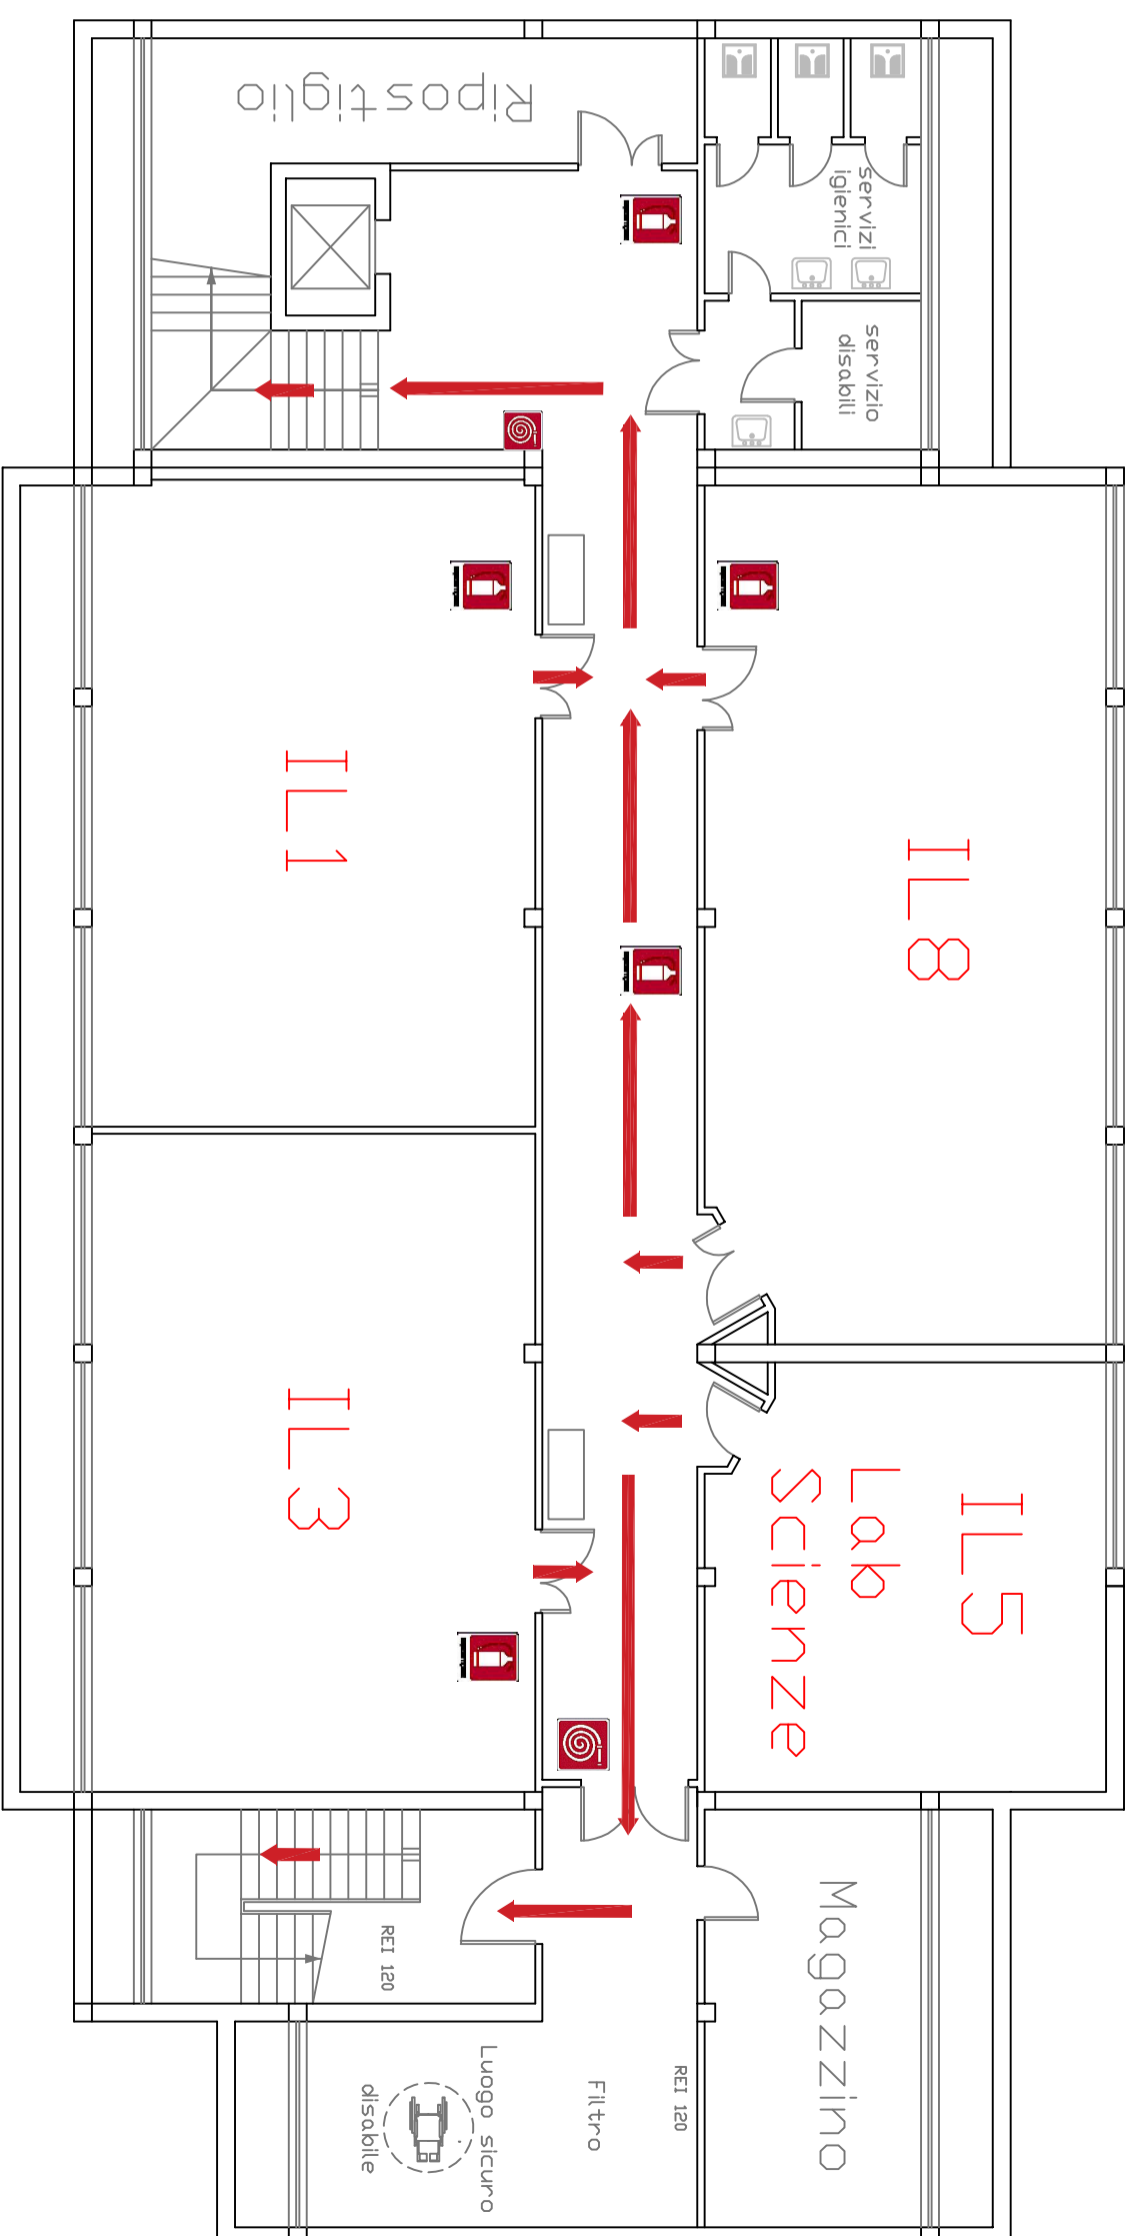 Ripostiglio
servizi
igienici
servizio
disabili
IL1
IL8
IL3
IL5
Lab
Scienze
REI 120
Magazzino
REI 120
Filtro
Luogo sicuro
disabile